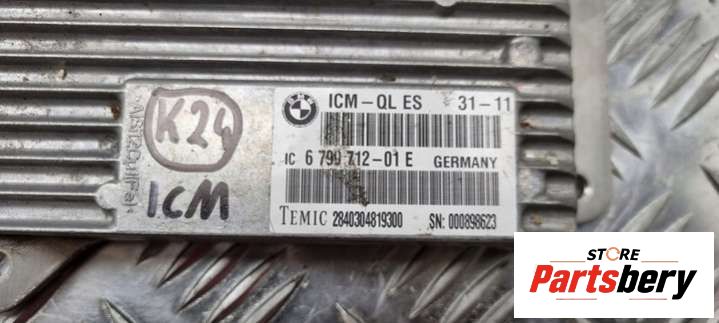 K24
ICM
BMW
ICM-QL ES 31-11
IC 6 799 712-01 E GERMANY
TEMIC 2840304819300 SN: 000898623
STORE
Partsbery